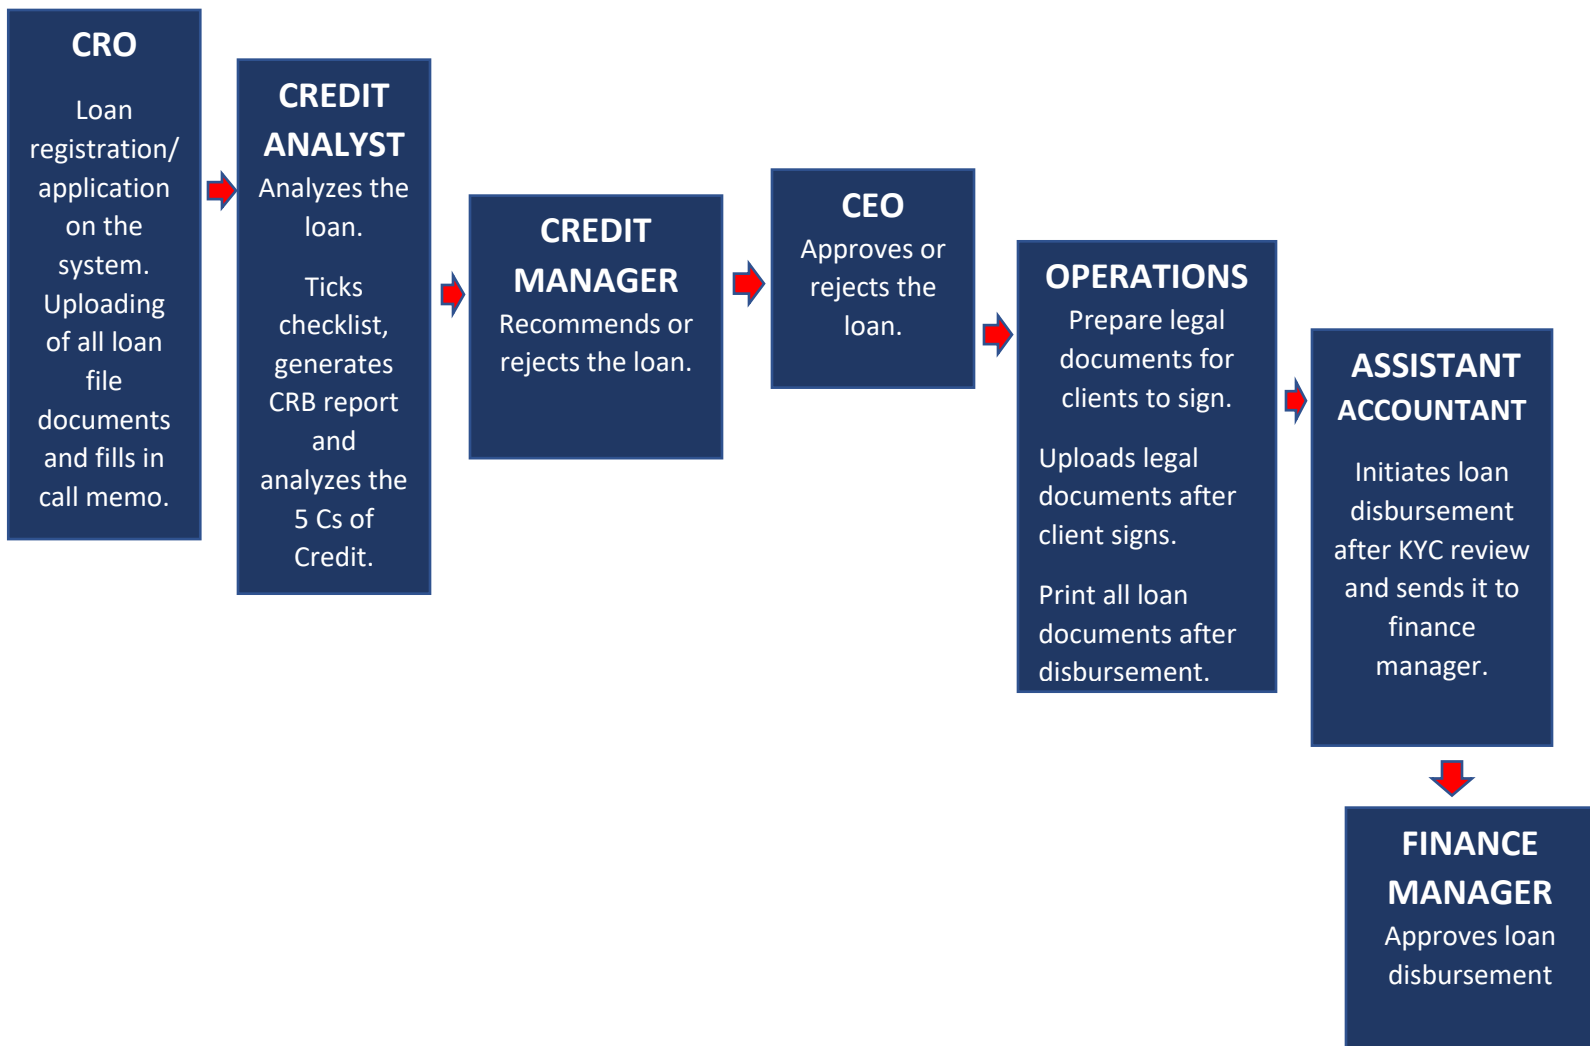 CRO
Loan
registration/
application
on the
system.
Uploading
of all loan
file
documents
and fills in
call memo.
CREDIT
ANALYST
Analyzes the
loan.
Ticks
checklist,
generates
CRB report
and
analyzes the
5 Cs of
Credit.
CREDIT
MANAGER
Recommends or
rejects the loan.
CEO
Approves or
rejects the
loan.
OPERATIONS
Prepare legal
documents for
clients to sign.
Uploads legal
documents after
client signs.
Print all loan
documents after
disbursement.
ASSISTANT
ACCOUNTANT
Initiates loan
disbursement
after KYC review
and sends it to
finance
manager.
FINANCE
MANAGER
Approves loan
disbursement